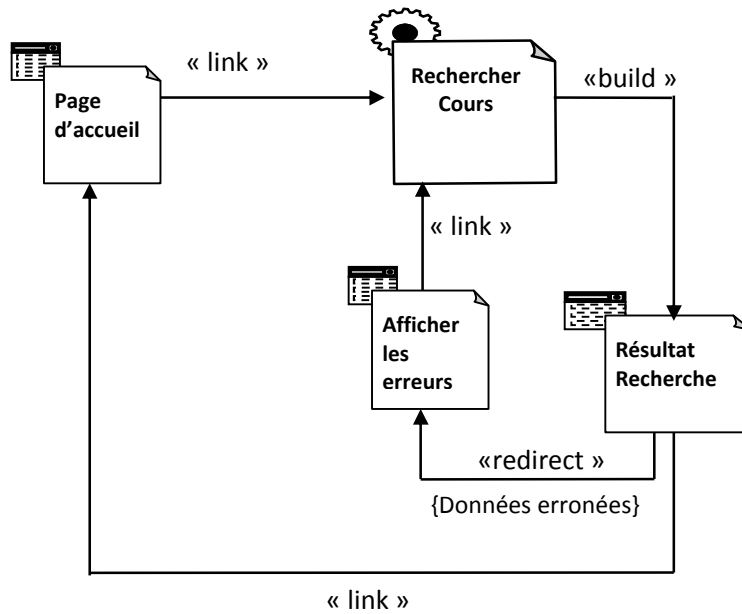 « link »
Page
d’accueil
Rechercher
Cours
«build »
« link »
Afficher
les
erreurs
Résultat
Recherche
«redirect »
{Données erronées}
« link »